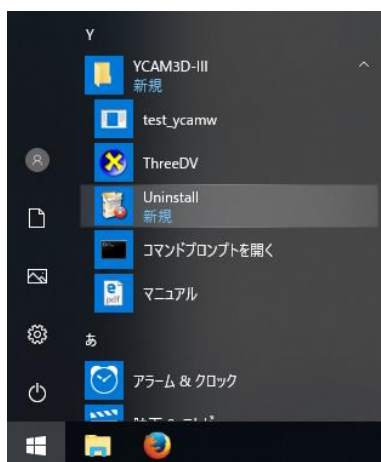 Y
YCAM3D-III
新規
test_ycamw
ThreeDV
Uninstall
新規
コマンドプロンプトを開く
マニュアル
あ
アラーム & クロック